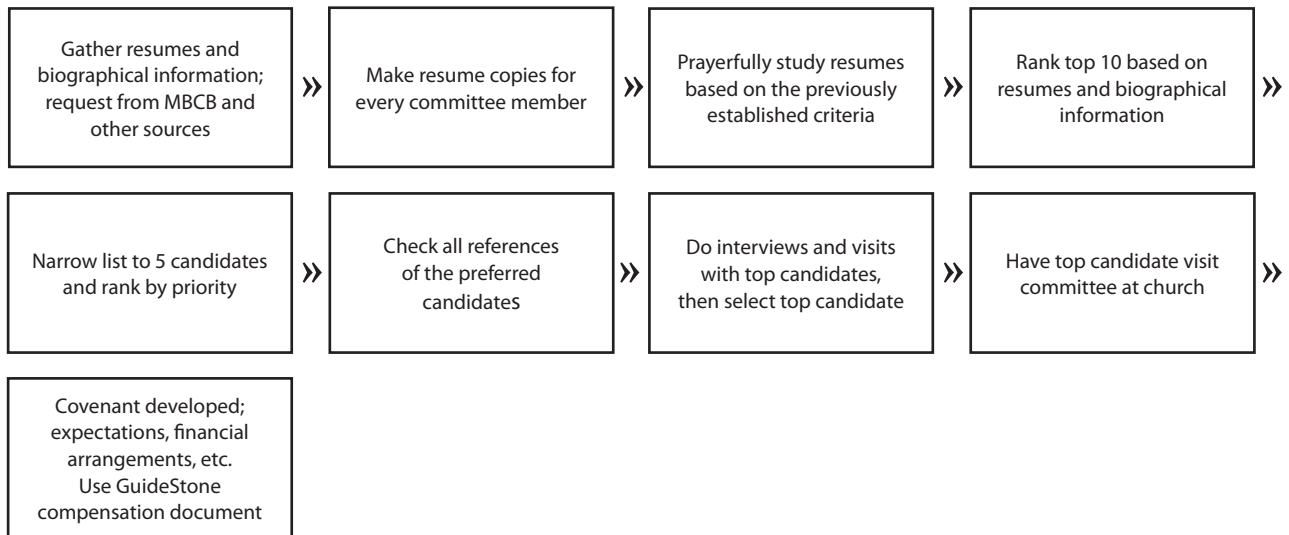 Gather resumes and
biographical information;
request from MBCB and
other sources
»
Make resume copies for
every committee member
»
Prayerfully study resumes
based on the previously
established criteria
»
Rank top 10 based on
resumes and biographical
information
»
Narrow list to 5 candidates
and rank by priority
»
Check all references
of the preferred
candidates
»
Do interviews and visits
with top candidates,
then select top candidate
»
Have top candidate visit
committee at church
»
Covenant developed;
expectations, financial
arrangements, etc.
Use GuideStone
compensation document